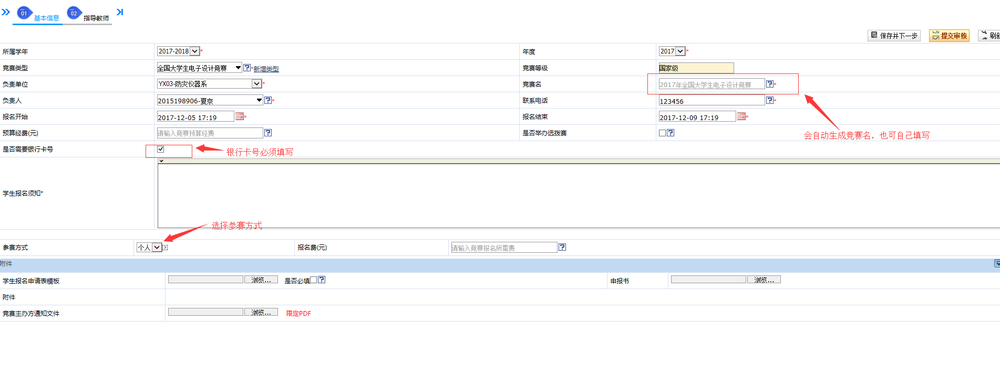 01 基本信息 02 指导教师
保存并下一步 提交审核 刷新
所属学年 2017-2018 * 年度 2017 *
竞赛类型 全国大学生电子设计竞赛 * 新增类型 竞赛等级 国家级
负责单位 YX03-防灾仪器系 * 竞赛名 2017年全国大学生电子设计竞赛 *
负责人 2015198906-夏京 * 联系电话 123456 *
报名开始 2017-12-05 17:19 * 报名结束 2017-12-09 17:19 *
预算经费(元) 请输入竞赛预算经费 是否举办选拨赛
会自动生成竞赛名，也可自己填写
是否需要银行卡号 银行卡号必须填写
学生报名须知*
选择参赛方式
参赛方式 个人 报名费(元) 请输入竞赛报名所需费
附件
学生报名申请表模板 浏览... 是否必填 申报书 浏览...
附件
竞赛主办方通知文件 浏览... 限定PDF